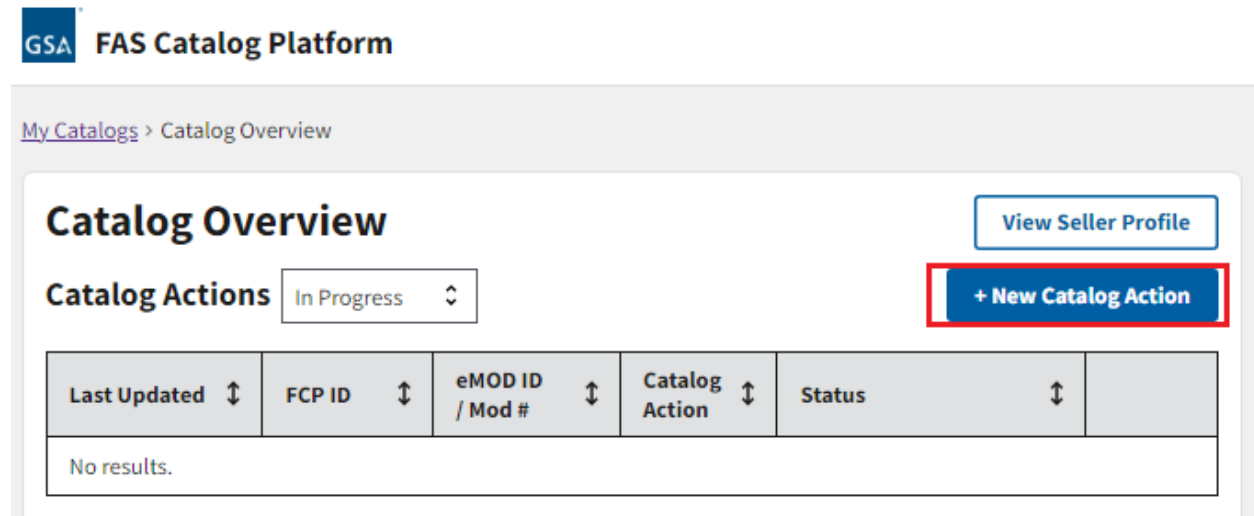 GSA FAS Catalog Platform
My Catalogs > Catalog Overview
Catalog Overview
View Seller Profile
Catalog Actions In Progress
+ New Catalog Action
Last Updated FCP ID eMOD ID / Mod # Catalog Action Status
No results.